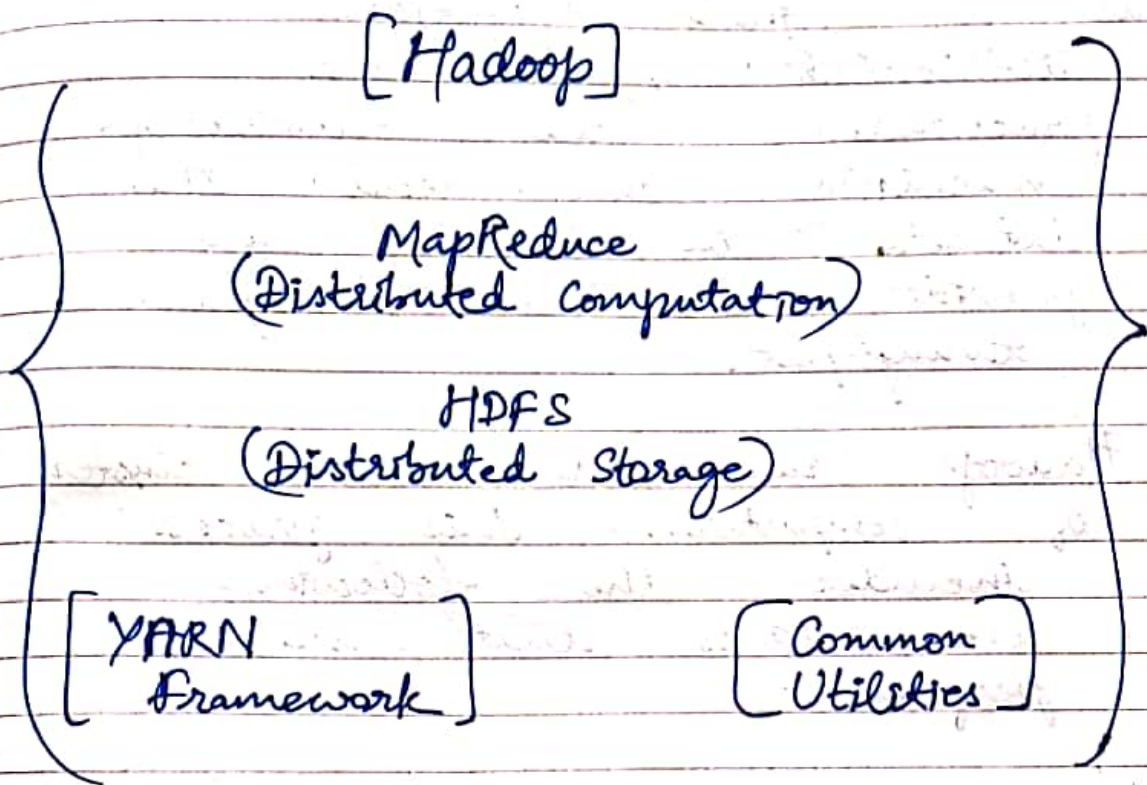 [Hadoop]
MapReduce
(Distributed Computation)
HDFS
(Distributed Storage)
[YARN
Framework]
[Common
Utilities]